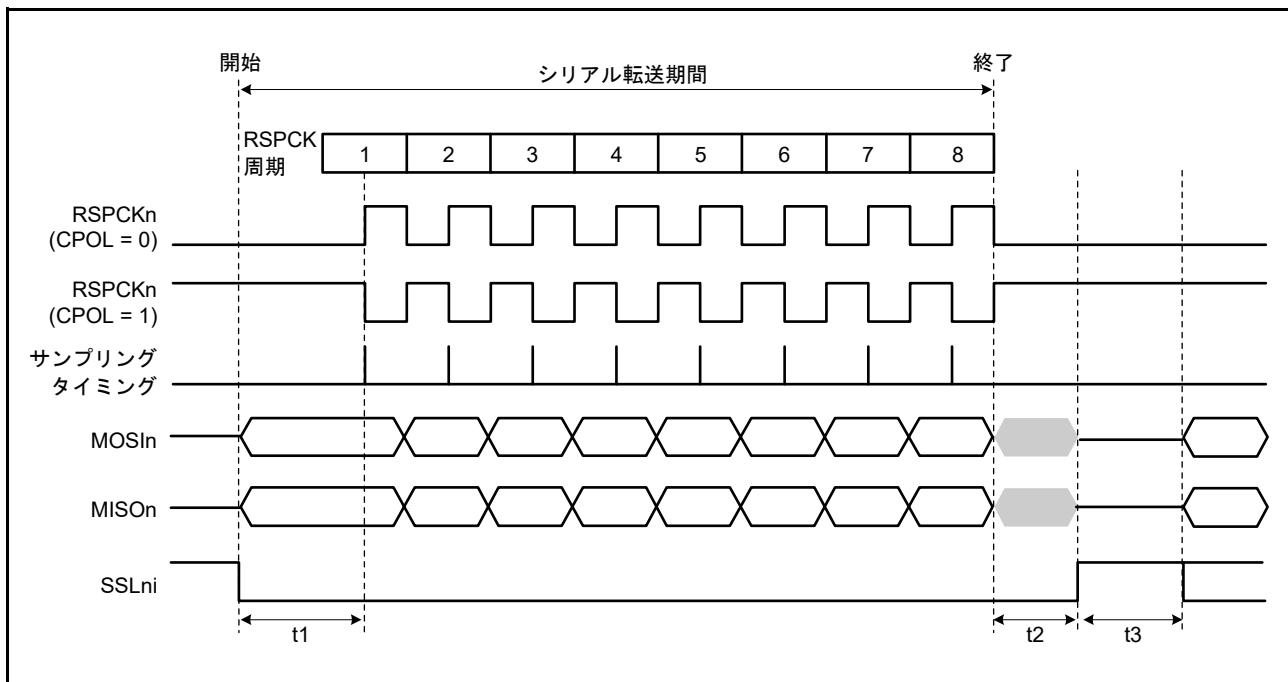 開始
シリアル転送期間
終了
RSPCK
周期
1 2 3 4 5 6 7 8
RSPCKn
(CPOL = 0)
RSPCKn
(CPOL = 1)
サンプリング
タイミング
MOSIn
MISOn
SSLni
t1
t2
t3